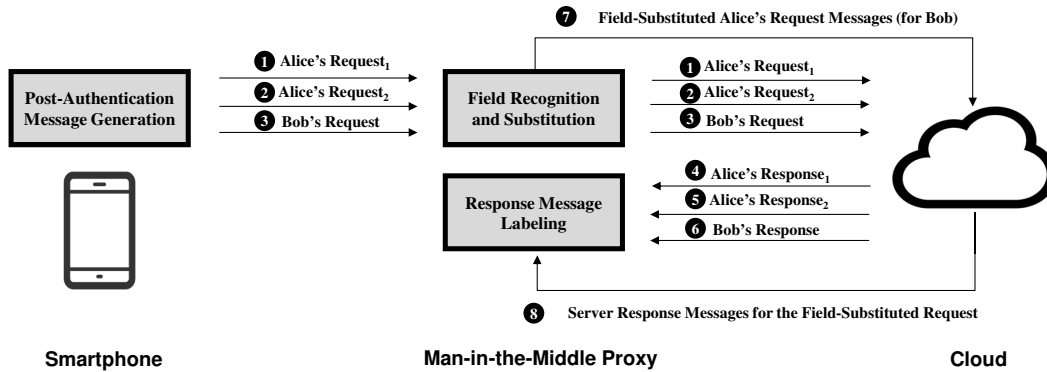 7 Field-Substituted Alice's Request Messages (for Bob)
Post-Authentication
Message Generation
1 Alice's Request1
2 Alice's Request2
3 Bob's Request
Field Recognition
and Substitution
1 Alice's Request1
2 Alice's Request2
3 Bob's Request
Response Message
Labeling
4 Alice's Response1
5 Alice's Response2
6 Bob's Response
8 Server Response Messages for the Field-Substituted Request
Smartphone
Man-in-the-Middle Proxy
Cloud